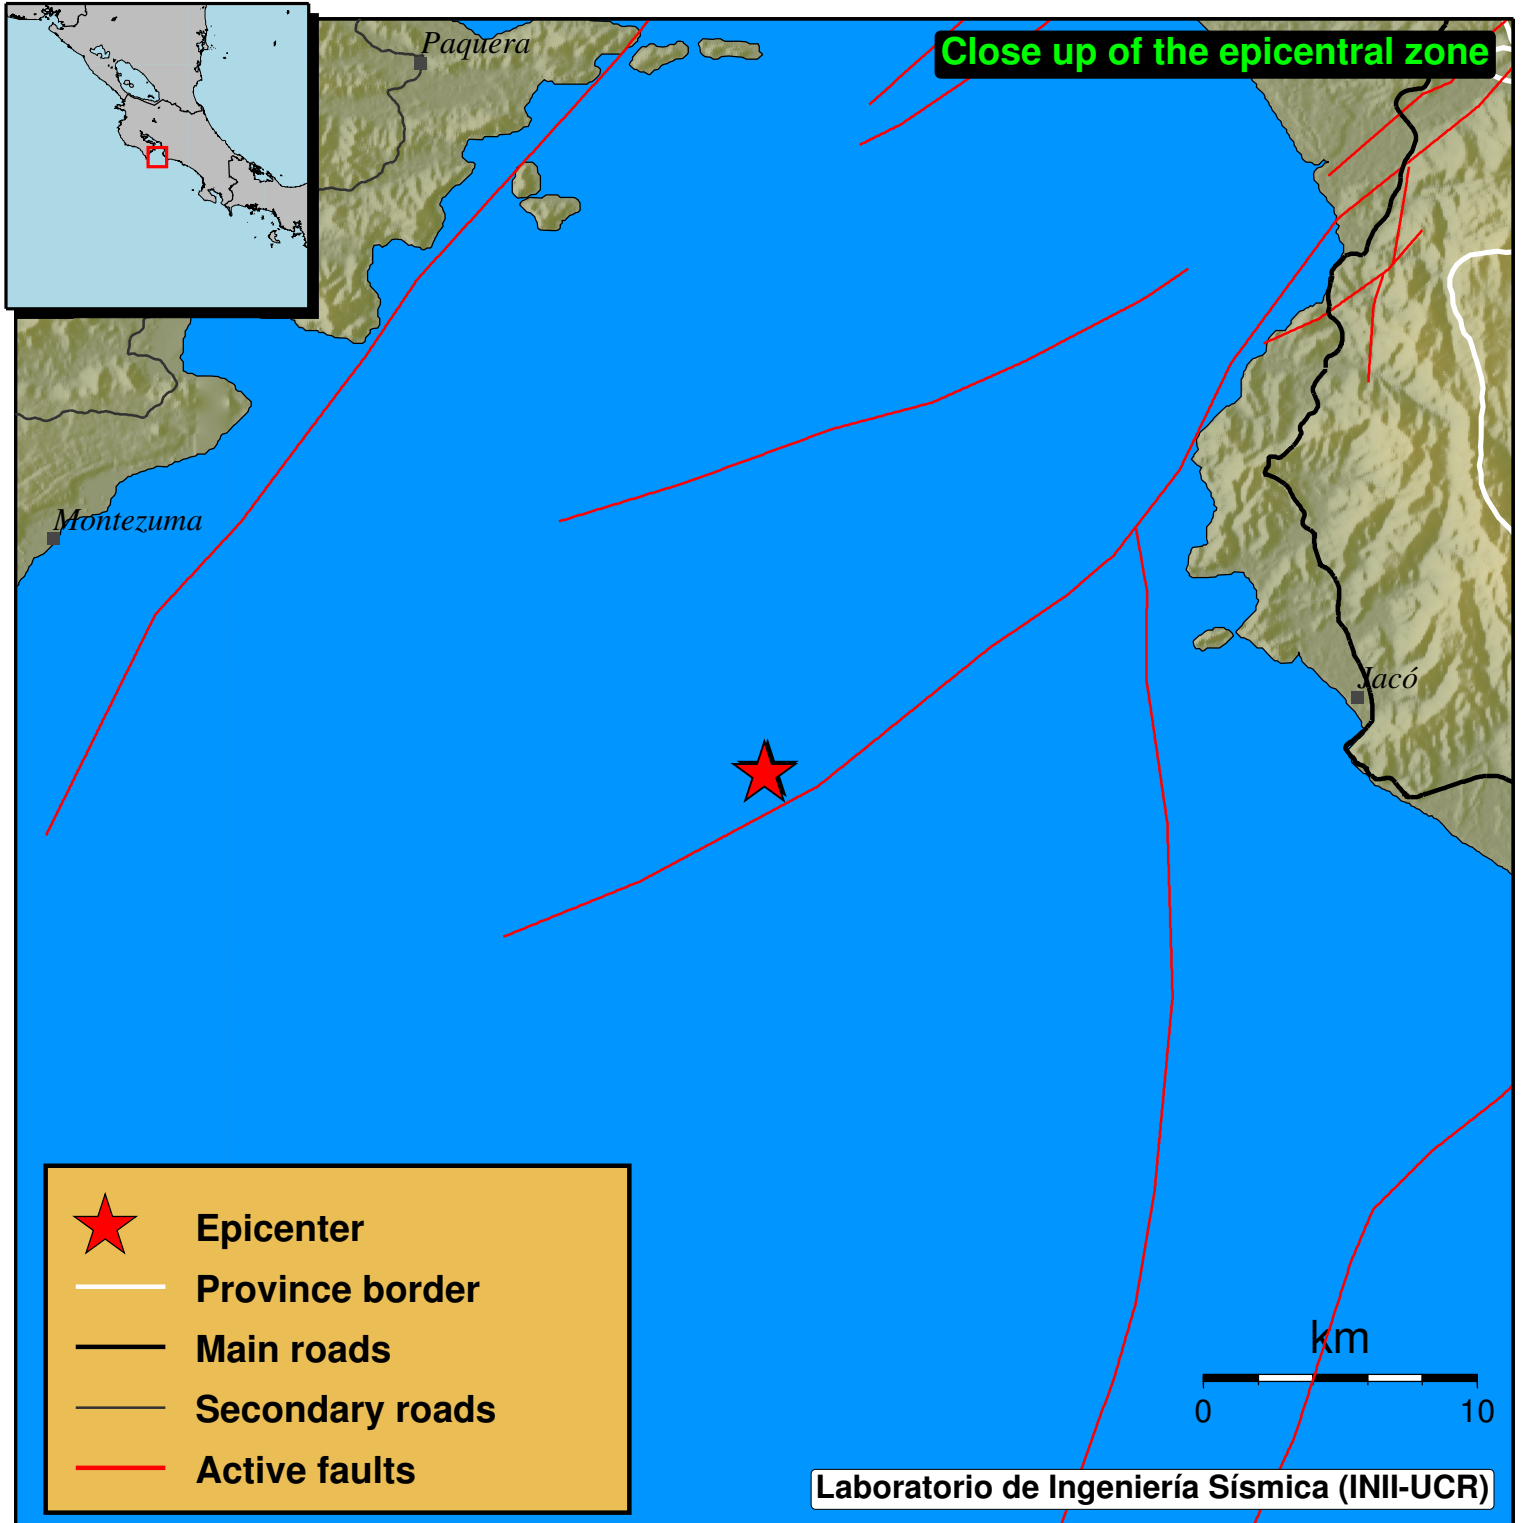 Paquera
Close up of the epicentral zone
Montezuma
Jacó
Epicenter
Province border
Main roads
Secondary roads
Active faults
km
0 10
Laboratorio de Ingeniería Sísmica (INII-UCR)